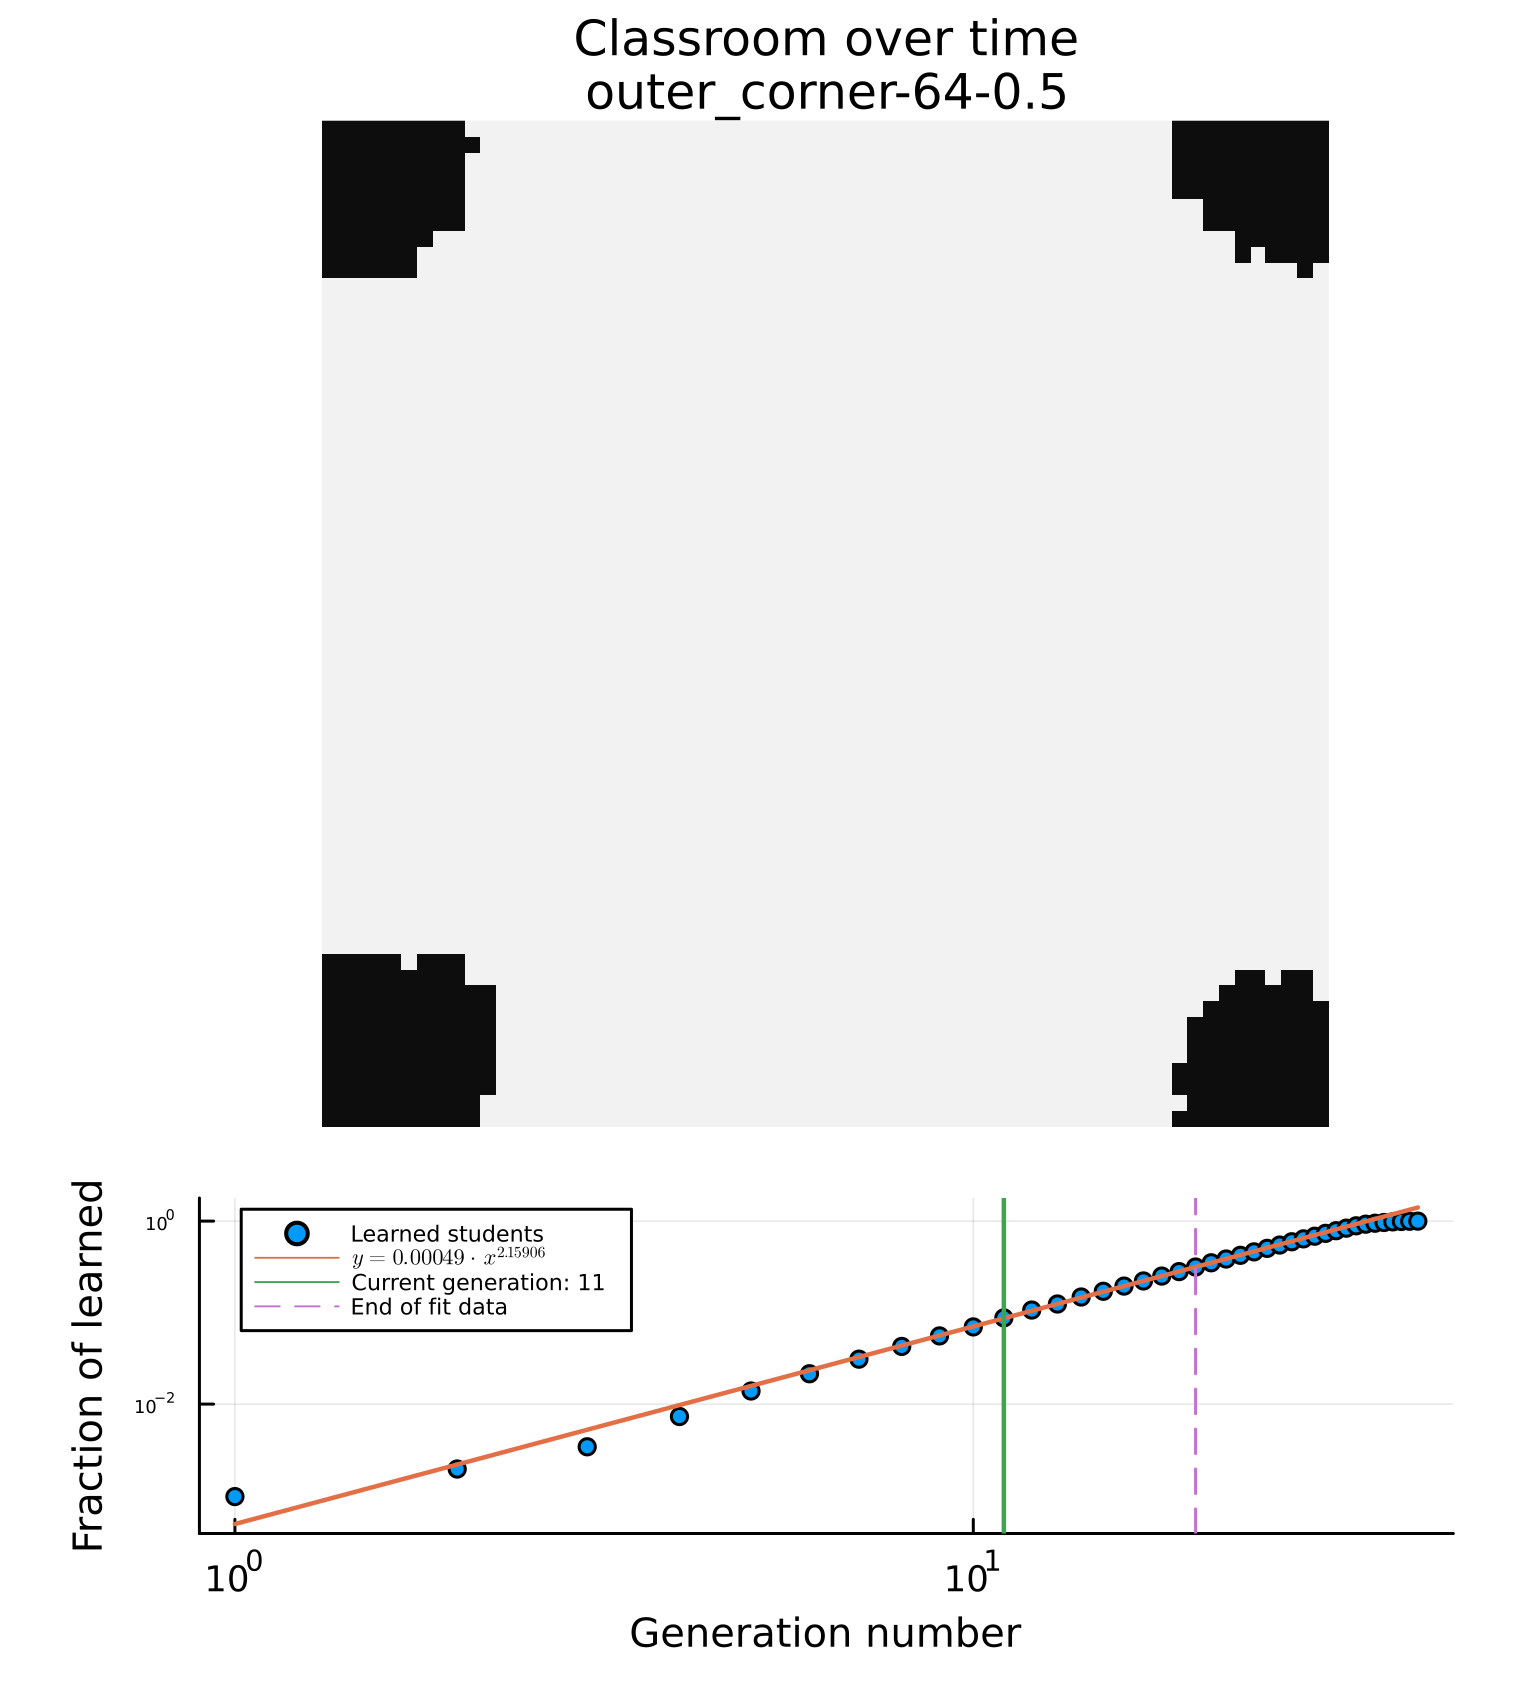 Classroom over time
outer_corner-64-0.5
Fraction of learned
10^0
10^−2
Learned students
y = 0.00049 · x^2.15906
Current generation: 11
End of fit data
10^0
10^1
Generation number